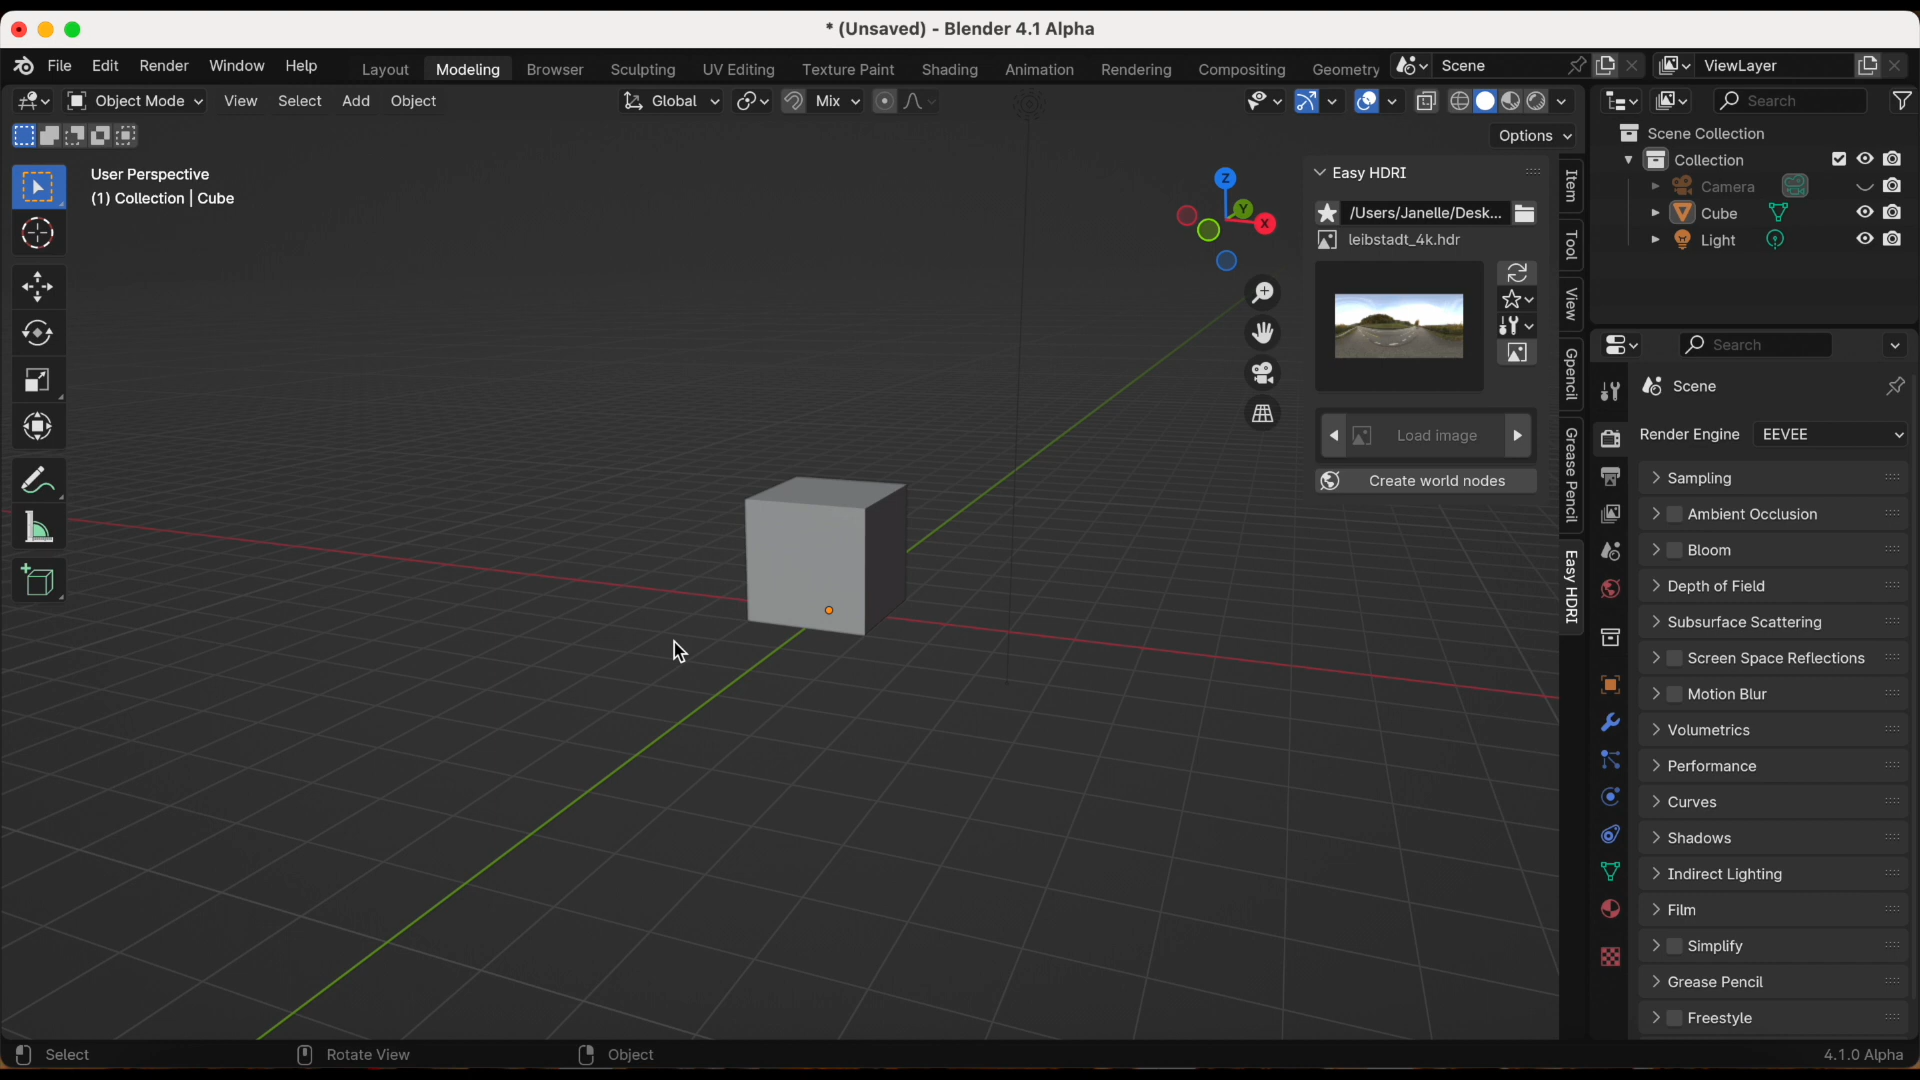 * (Unsaved) - Blender 4.1 Alpha
File Edit Render Window Help Layout Modeling Browser Sculpting UV Editing Texture Paint Shading Animation Rendering Compositing Geometry Scene ViewLayer
Object Mode View Select Add Object Global Mix Search
Options
User Perspective
(1) Collection | Cube
Z
Y
X
Easy HDRI
/Users/Janelle/Desk...
leibstadt_4k.hdr
Load image
Create world nodes
Item
Tool
View
Gpencil
Grease Pencil
Easy HDRI
Scene Collection
Collection
Camera
Cube
Light
Search
Scene
Render Engine EEVEE
Sampling
Ambient Occlusion
Bloom
Depth of Field
Subsurface Scattering
Screen Space Reflections
Motion Blur
Volumetrics
Performance
Curves
Shadows
Indirect Lighting
Film
Simplify
Grease Pencil
Freestyle
Select Rotate View Object 4.1.0 Alpha